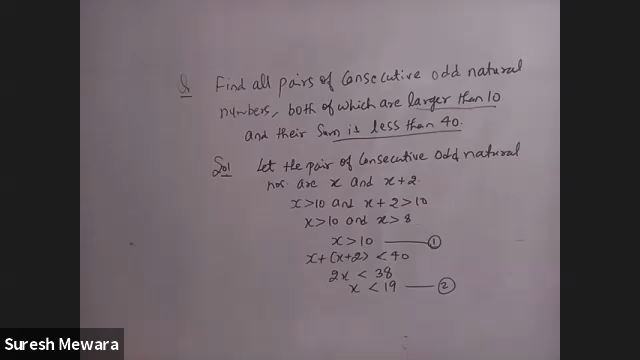 Q. Find all pairs of Consecutive odd natural
numbers, both of which are larger than 10
and their Sum is less than 40.
Sol Let the pair of Consecutive odd natural
nos. are x and x+2.
x>10 and x+2>10
x>10 and x>8
x>10 — ①
x+(x+2) <40
2x < 38
x <19 — ②
Suresh Mewara